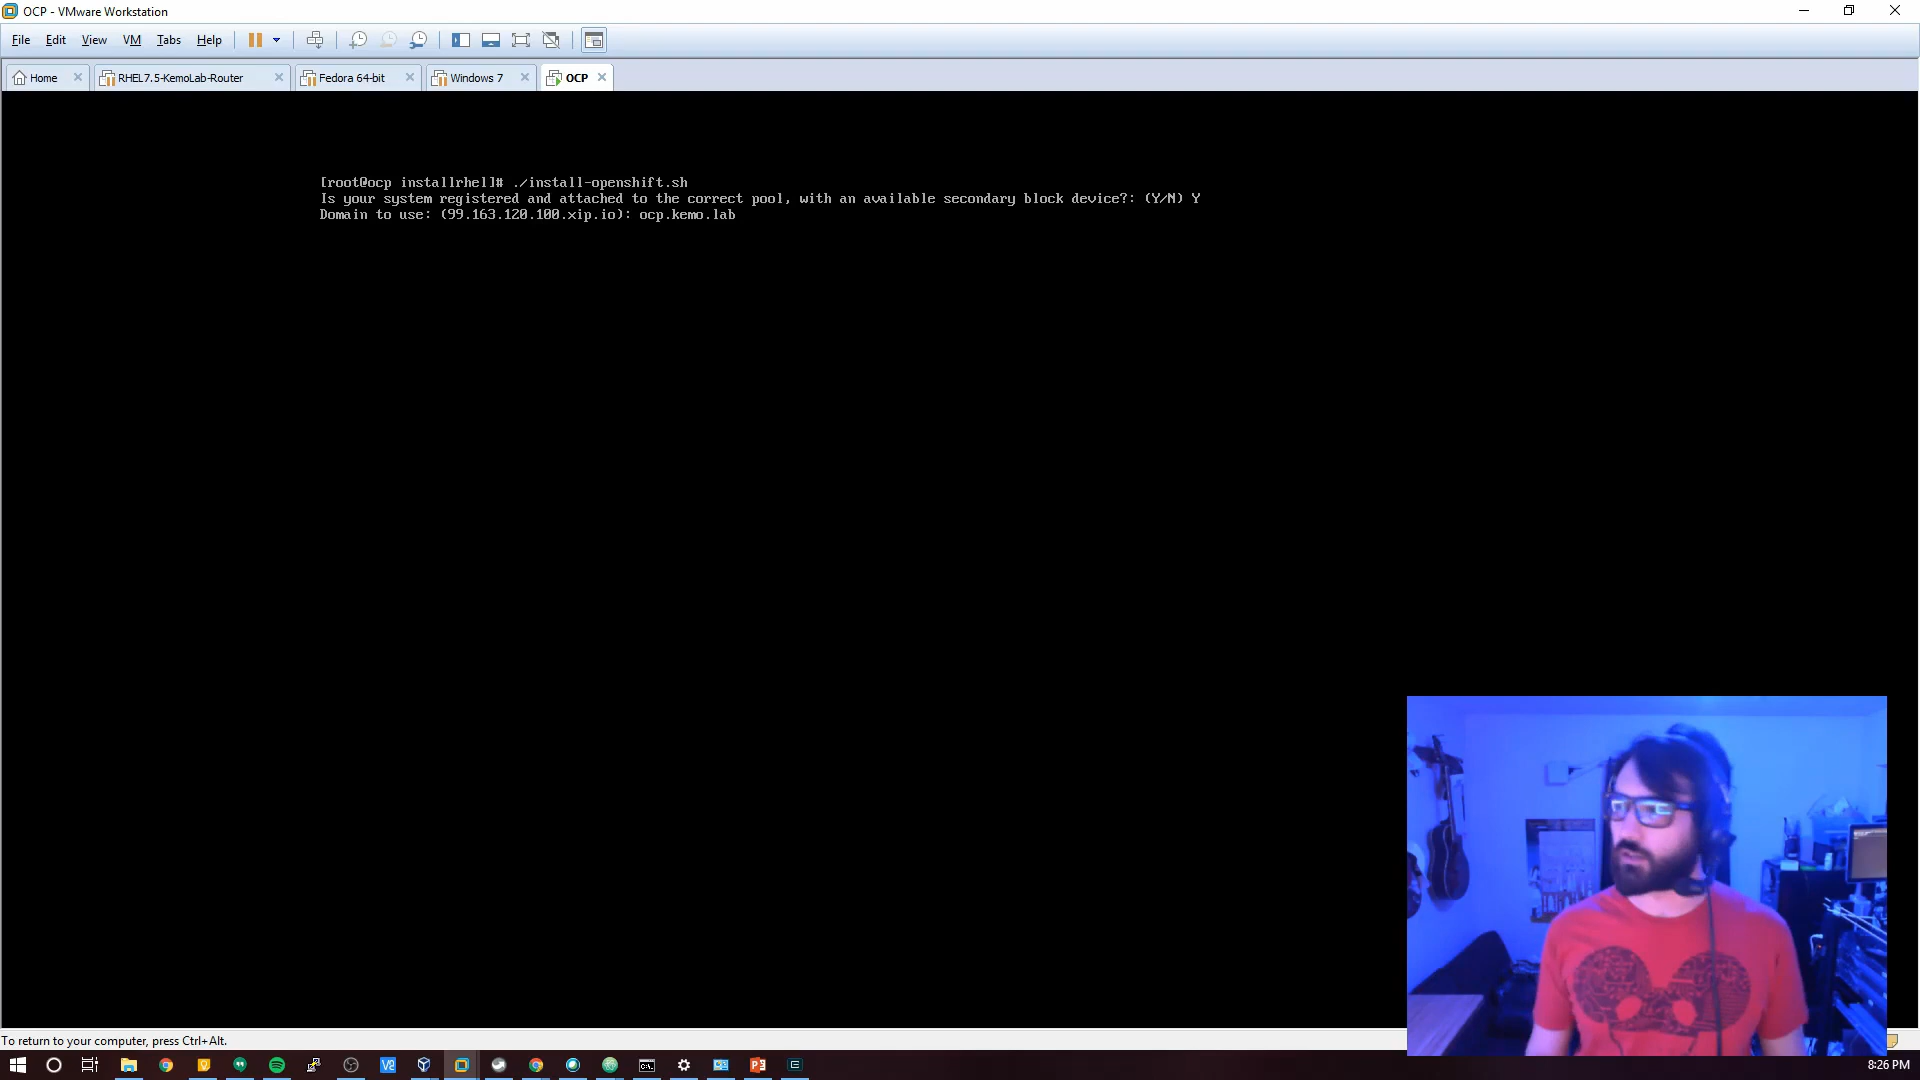 OCP - VMware Workstation
File Edit View VM Tabs Help
Home RHEL7.5-KemoLab-Router Fedora 64-bit Windows 7 OCP
[root@ocp installrhel]# ./install-openshift.sh
Is your system registered and attached to the correct pool, with an available secondary block device?: (Y/N) Y
Domain to use: (99.163.120.100.xip.io): ocp.kemo.lab
To return to your computer, press Ctrl+Alt.
8:26 PM